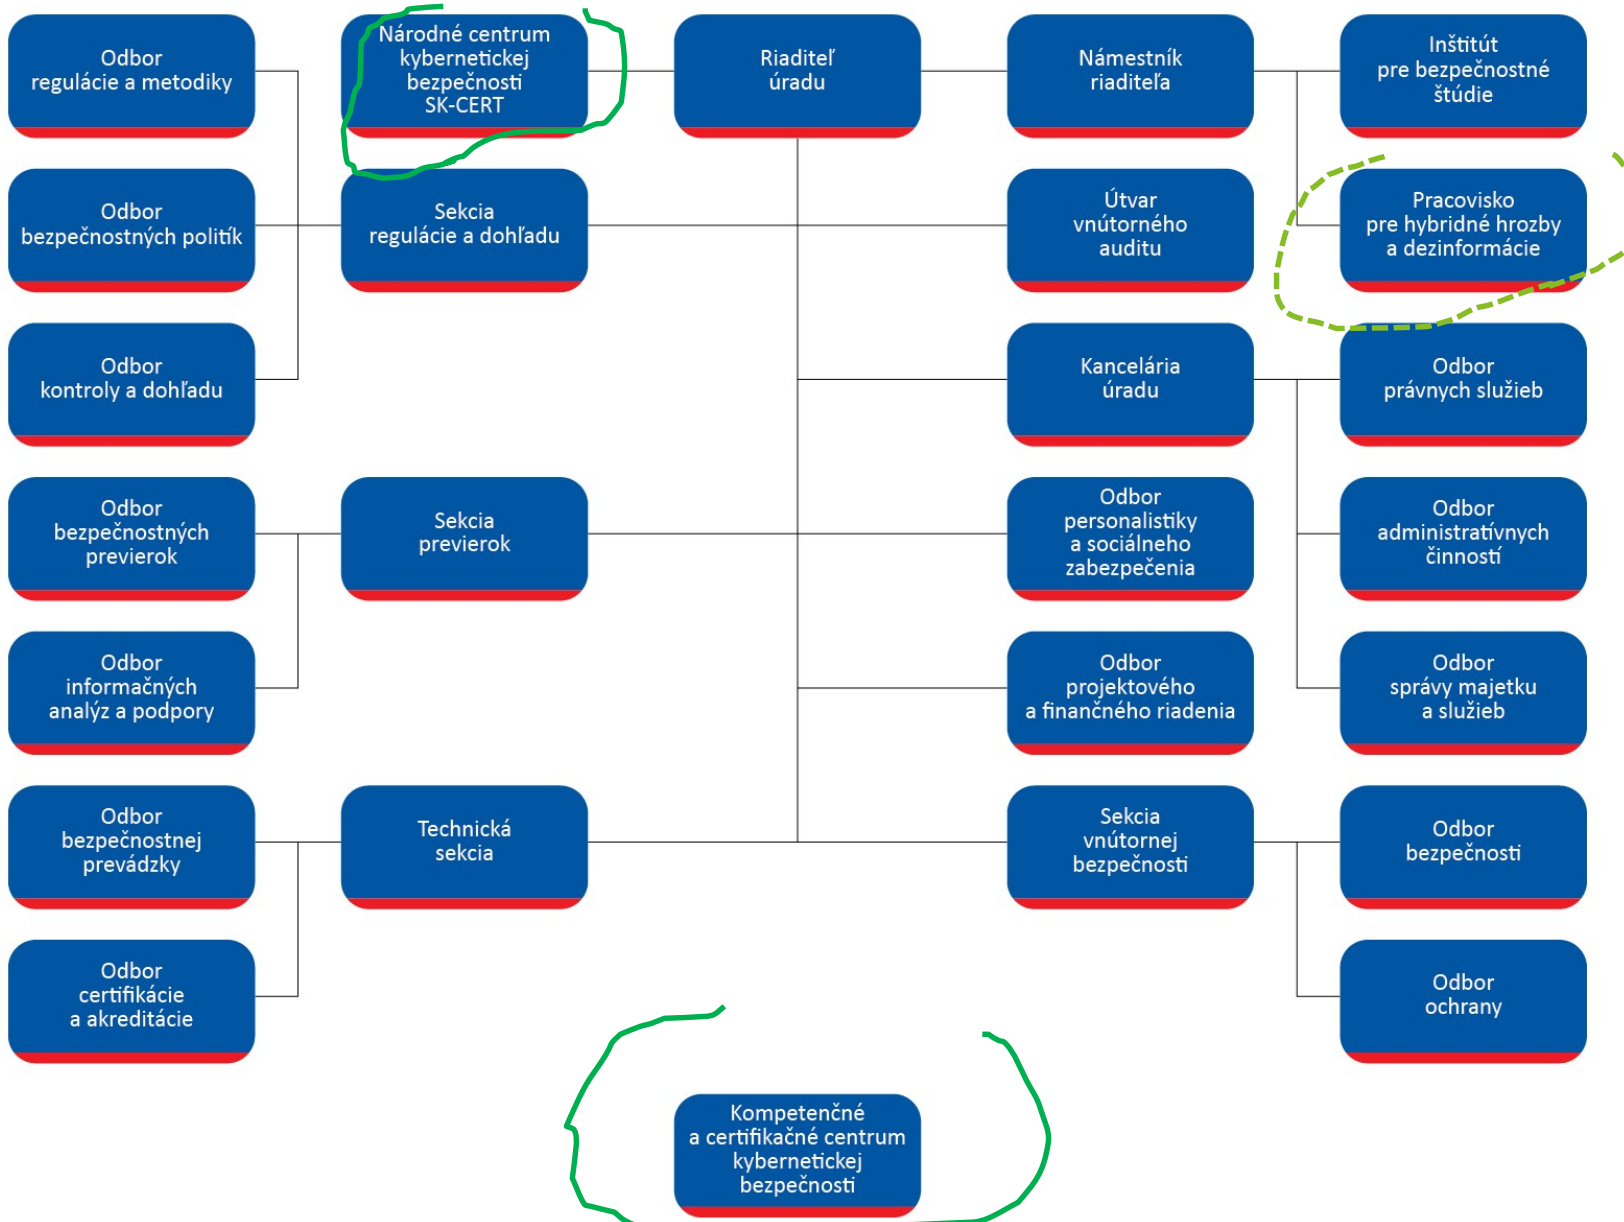 Odbor
regulácie a metodiky
Národné centrum
kybernetickej
bezpečnosti
SK-CERT
Riaditeľ
úradu
Námestník
riaditeľa
Inštitút
pre bezpečnostné
štúdie
Odbor
bezpečnostných politík
Sekcia
regulácie a dohľadu
Útvar
vnútorného
auditu
Pracovisko
pre hybridné hrozby
a dezinformácie
Odbor
kontroly a dohľadu
Kancelária
úradu
Odbor
právnych služieb
Odbor
bezpečnostných
previerok
Sekcia
previerok
Odbor
personalistiky
a sociálneho
zabezpečenia
Odbor
administratívnych
činností
Odbor
informačných
analýz a podpory
Odbor
projektového
a finančného riadenia
Odbor
správy majetku
a služieb
Odbor
bezpečnostnej
prevádzky
Technická
sekcia
Sekcia
vnútornej
bezpečnosti
Odbor
bezpečnosti
Odbor
certifikácie
a akreditácie
Odbor
ochrany
Kompetenčné
a certifikačné centrum
kybernetickej
bezpečnosti